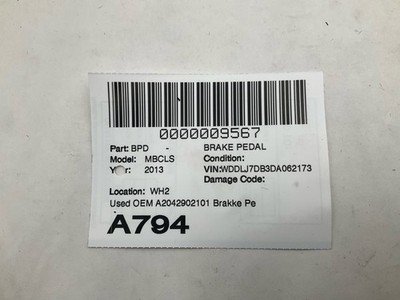 0000009567
Part: BPD - BRAKE PEDAL
Model: MBCLS Condition:
Year: 2013 VIN:WDDLJ7DB3DA062173
Damage Code:
Location: WH2
Used OEM A2042902101 Brakke Pe
A794